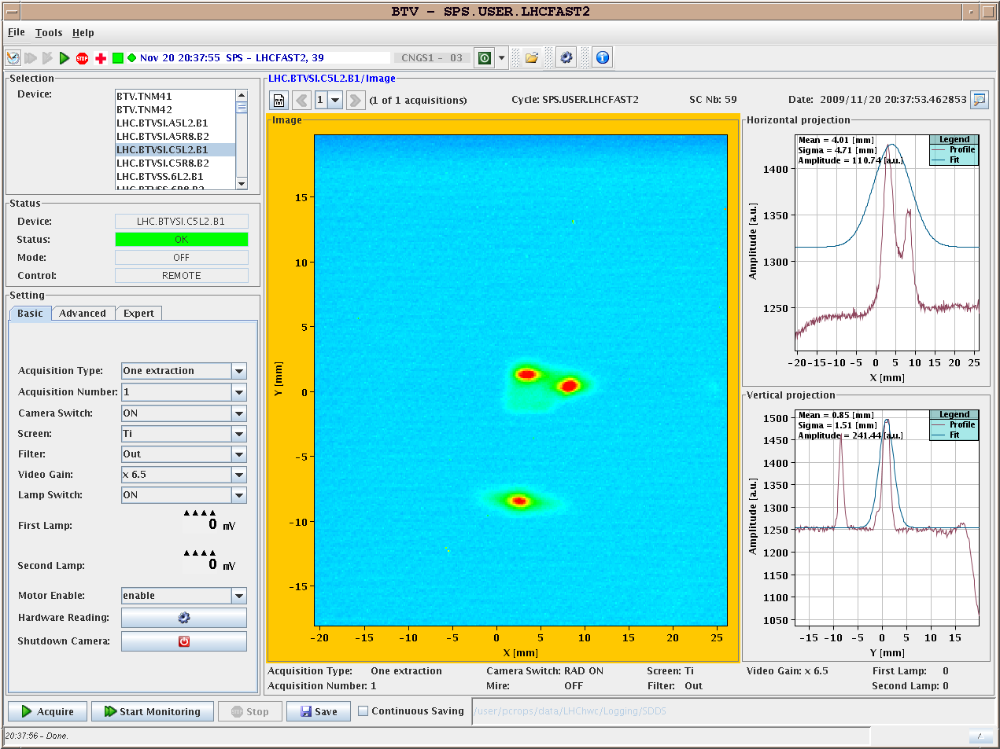 BTV - SPS.USER.LHCFAST2
File Tools Help
STOP Nov 20 20:37:55 SPS - LHCFAST2, 39 CNGS1 - 03
Selection
Device:
BTV.TNM41
BTV.TNM42
LHC.BTVSI.A5L2.B1
LHC.BTVSI.A5R8.B2
LHC.BTVSI.C5L2.B1
LHC.BTVSI.C5R8.B2
LHC.BTVSS.6L2.B1
LHC.BTVSS.6R8.B2
Status
Device: LHC.BTVSI.C5L2.B1
Status: OK
Mode: OFF
Control: REMOTE
Setting
Basic Advanced Expert
Acquisition Type: One extraction
Acquisition Number: 1
Camera Switch: ON
Screen: Ti
Filter: Out
Video Gain: x 6.5
Lamp Switch: ON
First Lamp: 0 mV
Second Lamp: 0 mV
Motor Enable: enable
Hardware Reading:
Shutdown Camera:
LHC.BTVSI.C5L2.B1/Image
1 (1 of 1 acquisitions) Cycle: SPS.USER.LHCFAST2 SC Nb: 59 Date: 2009/11/20 20:37:53.462853
Image
15
10
5
0
-5
-10
-15
Y [mm]
-20 -15 -10 -5 0 5 10 15 20 25
X [mm]
Horizontal projection
Mean = 4.01 [mm]
Sigma = 4.71 [mm]
Amplitude = 110.74 [a.u.]
Legend
Profile
Fit
1400
1350
1300
1250
Amplitude [a.u.]
-20 -15 -10 -5 0 5 10 15 20 25
X [mm]
Vertical projection
Mean = 0.85 [mm]
Sigma = 1.51 [mm]
Amplitude = 241.44 [a.u.]
Legend
Profile
Fit
1500
1450
1400
1350
1300
1250
1200
1150
1100
1050
Amplitude [a.u.]
-15 -10 -5 0 5 10 15
Y [mm]
Acquisition Type: One extraction Camera Switch: RAD ON Screen: Ti Video Gain: x 6.5 First Lamp: 0
Acquisition Number: 1 Mire: OFF Filter: Out Second Lamp: 0
Acquire Start Monitoring Stop Save Continuous Saving /user/pcrops/data/LHChwc/Logging/SDDS
20:37:56 - Done.